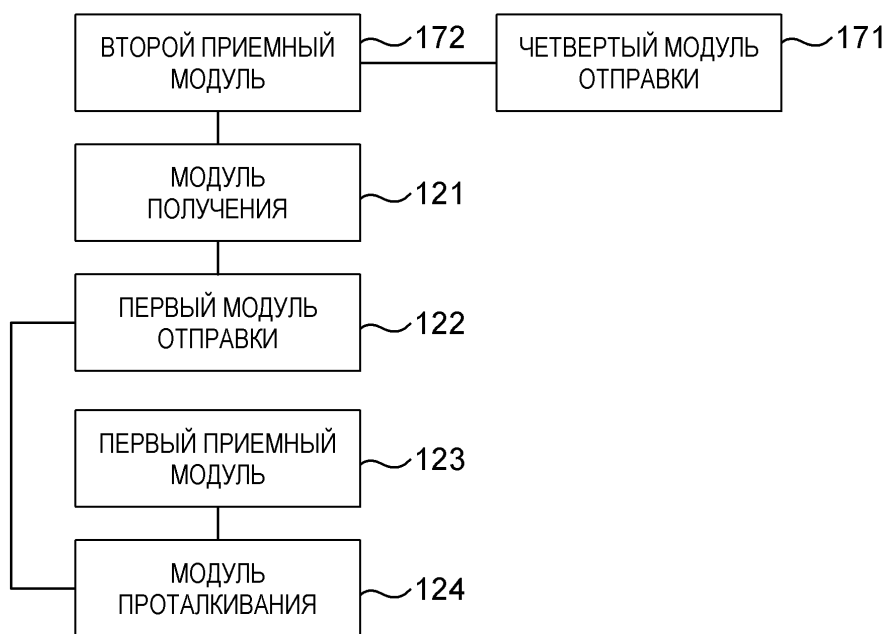 ВТОРОЙ ПРИЕМНЫЙ
МОДУЛЬ
172
ЧЕТВЕРТЫЙ МОДУЛЬ
ОТПРАВКИ
171
МОДУЛЬ
ПОЛУЧЕНИЯ
121
ПЕРВЫЙ МОДУЛЬ
ОТПРАВКИ
122
ПЕРВЫЙ ПРИЕМНЫЙ
МОДУЛЬ
123
МОДУЛЬ
ПРОТАЛКИВАНИЯ
124